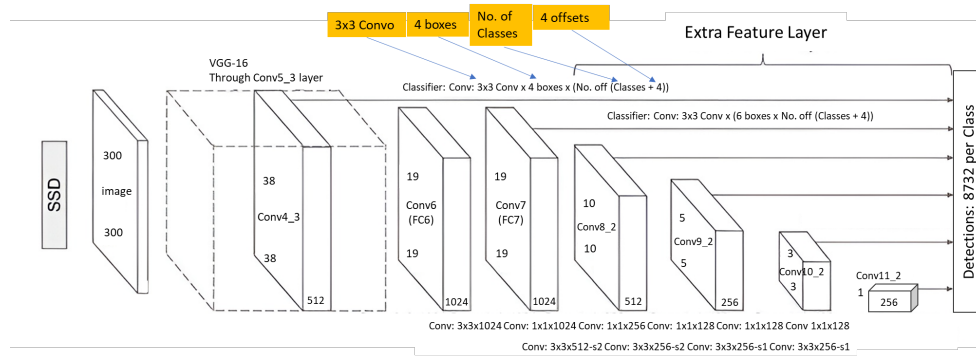 3x3 Convo
4 boxes
No. of
Classes
4 offsets
Extra Feature Layer
VGG-16
Through Conv5_3 layer
Classifier: Conv: 3x3 Conv x 4 boxes x (No. off (Classes + 4))
Classifier: Conv: 3x3 Conv x (6 boxes x No. off (Classes + 4))
SSD
300
image
300
38
Conv4_3
38
512
19
Conv6
(FC6)
19
1024
19
Conv7
(FC7)
19
1024
10
Conv8_2
10
512
5
Conv9_2
5
256
3
Conv10_2
3
Conv11_2
1
256
Detections: 8732 per Class
Conv: 3x3x1024 Conv: 1x1x1024 Conv: 1x1x256 Conv: 1x1x128 Conv: 1x1x128 Conv 1x1x128
Conv: 3x3x512-s2 Conv: 3x3x256-s2 Conv: 3x3x256-s1 Conv: 3x3x256-s1